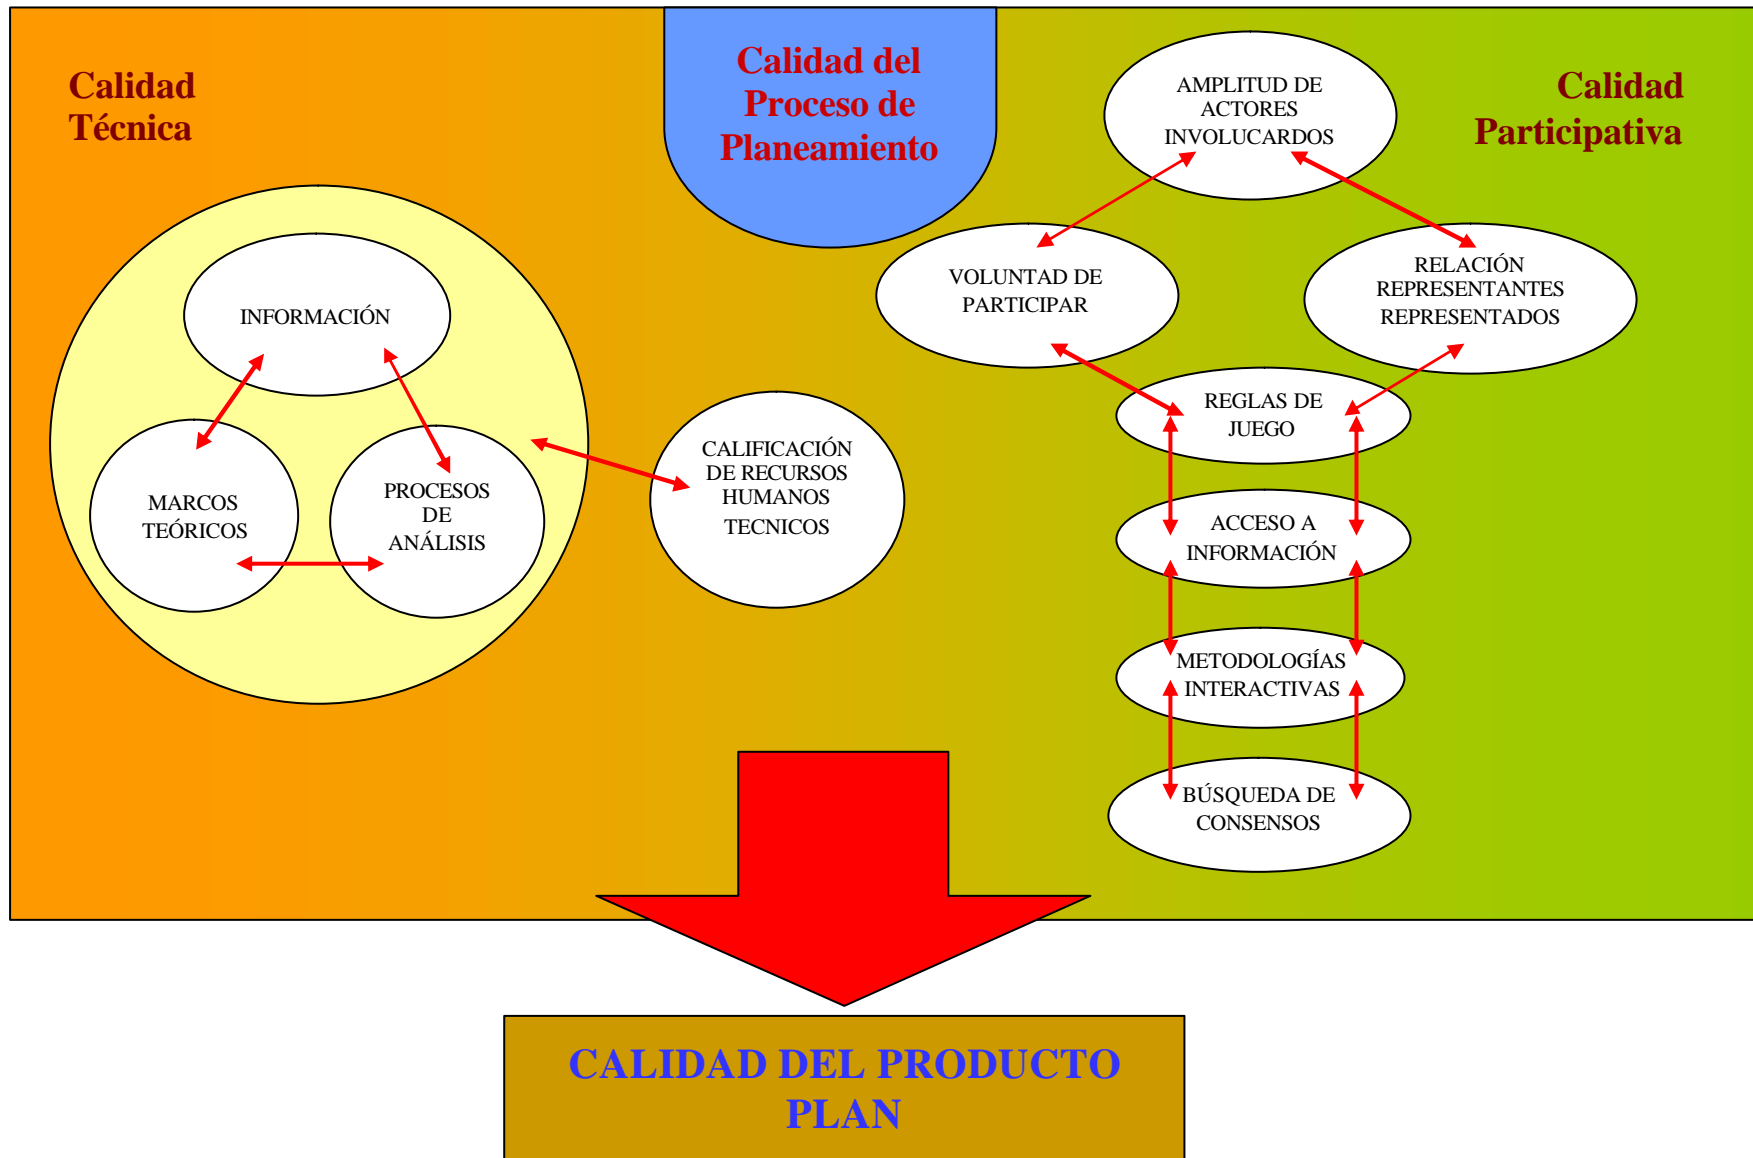 Calidad
Técnica
Calidad del
Proceso de
Planeamiento
Calidad
Participativa
AMPLITUD DE
ACTORES
INVOLUCARDOS
VOLUNTAD DE
PARTICIPAR
RELACIÓN
REPRESENTANTES
REPRESENTADOS
INFORMACIÓN
MARCOS
TEÓRICOS
PROCESOS
DE
ANÁLISIS
CALIFICACIÓN
DE RECURSOS
HUMANOS
TECNICOS
REGLAS DE
JUEGO
ACCESO A
INFORMACIÓN
METODOLOGÍAS
INTERACTIVAS
BÚSQUEDA DE
CONSENSOS
CALIDAD DEL PRODUCTO
PLAN